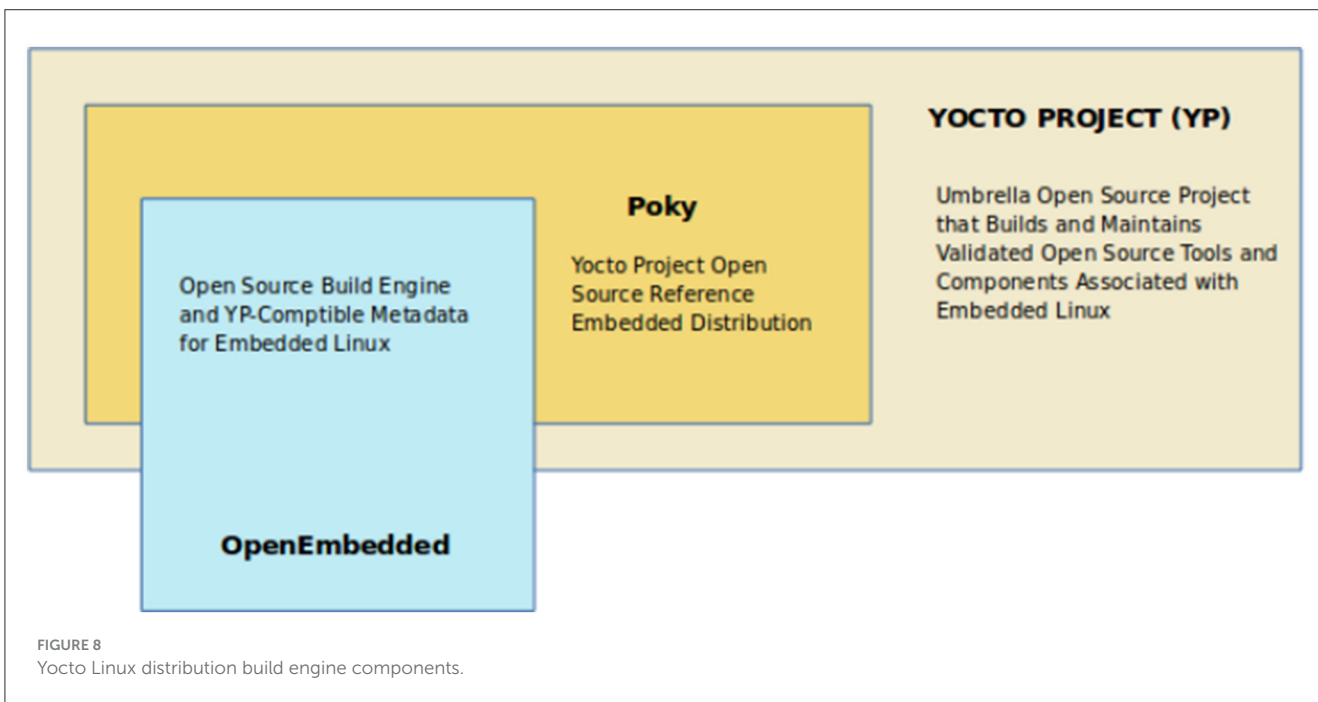 YOCTO PROJECT (YP)
Umbrella Open Source Project
that Builds and Maintains
Validated Open Source Tools and
Components Associated with
Embedded Linux
Poky
Yocto Project Open
Source Reference
Embedded Distribution
Open Source Build Engine
and YP-Comptible Metadata
for Embedded Linux
OpenEmbedded
FIGURE 8
Yocto Linux distribution build engine components.